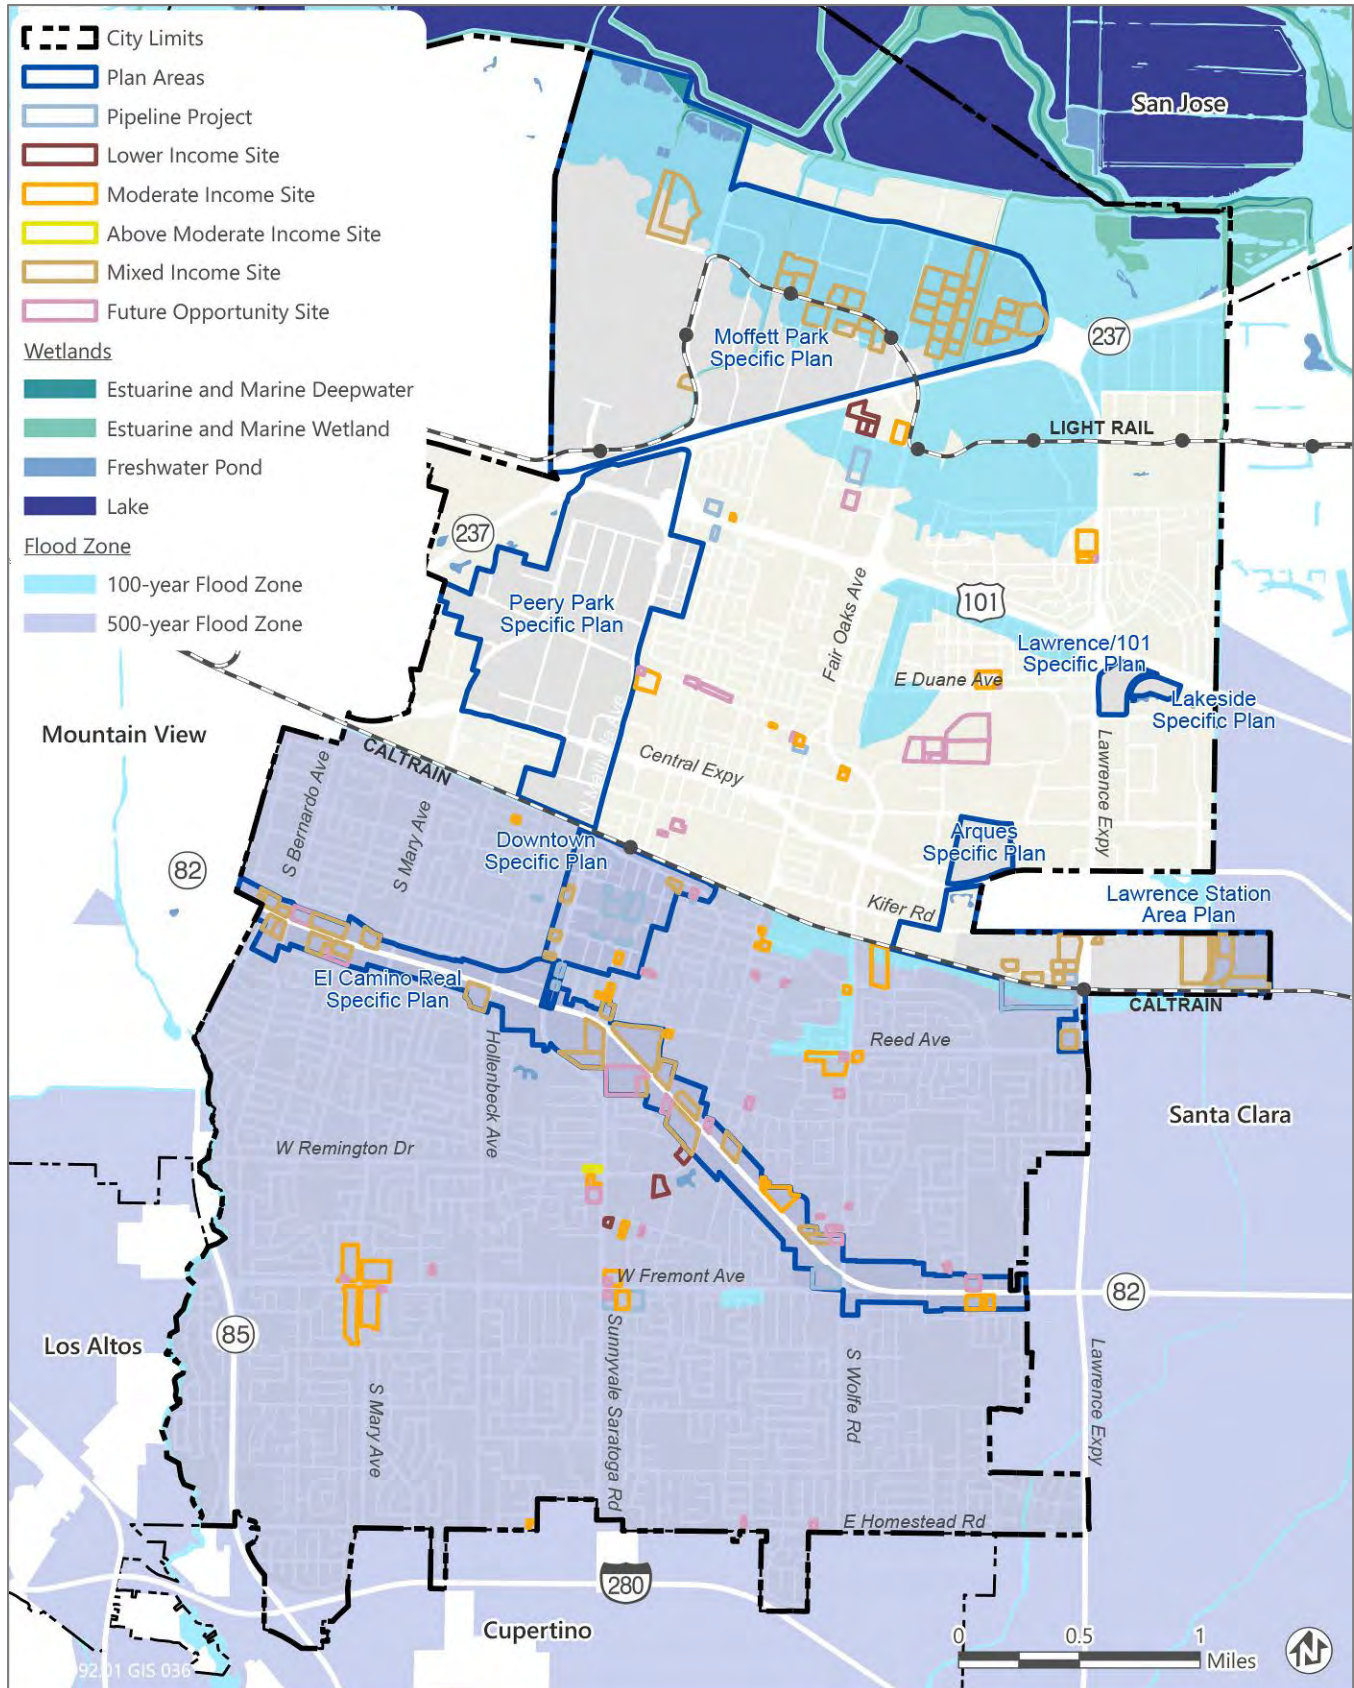 City Limits
Plan Areas
Pipeline Project
Lower Income Site
Moderate Income Site
Above Moderate Income Site
Mixed Income Site
Future Opportunity Site
Wetlands
Estuarine and Marine Deepwater
Estuarine and Marine Wetland
Freshwater Pond
Lake
Flood Zone
100-year Flood Zone
500-year Flood Zone
San Jose
237
Moffett Park
Specific Plan
LIGHT RAIL
237
101
Peery Park
Specific Plan
Fair Oaks Ave
Lawrence/101
Specific Plan
E Duane Ave
Lakeside
Specific Plan
Mountain View
CALTRAIN
Central Expy
Lawrence Expy
S Bernardo Ave
S Mary Ave
Downtown
Specific Plan
Arques
Specific Plan
82
Kifer Rd
Lawrence Station
Area Plan
El Camino Real
Specific Plan
CALTRAIN
Hollenbeck Ave
Reed Ave
Santa Clara
W Remington Dr
W Fremont Ave
82
85
Los Altos
S Mary Ave
Sunnyvale Saratoga Rd
S Wolfe Rd
Lawrence Expy
E Homestead Rd
280
Cupertino
0 0.5 1
Miles
N
92.01 GIS 036